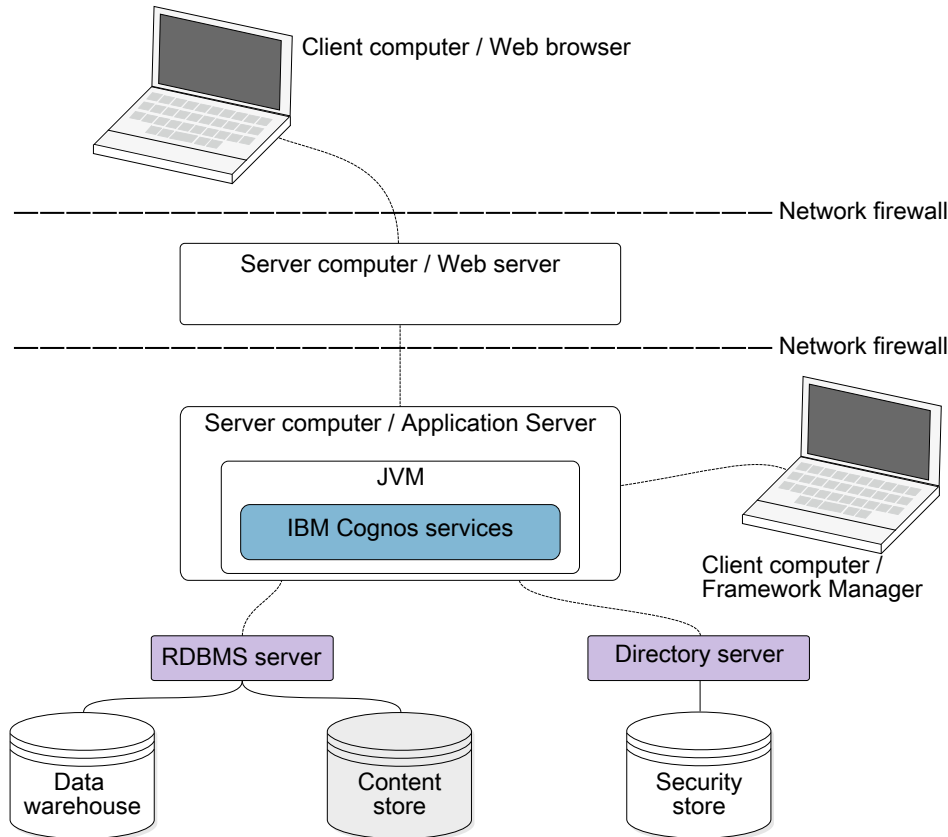 Client computer / Web browser
Network firewall
Server computer / Web server
Network firewall
Server computer / Application Server
JVM
IBM Cognos services
Client computer /
Framework Manager
RDBMS server
Directory server
Data
warehouse
Content
store
Security
store